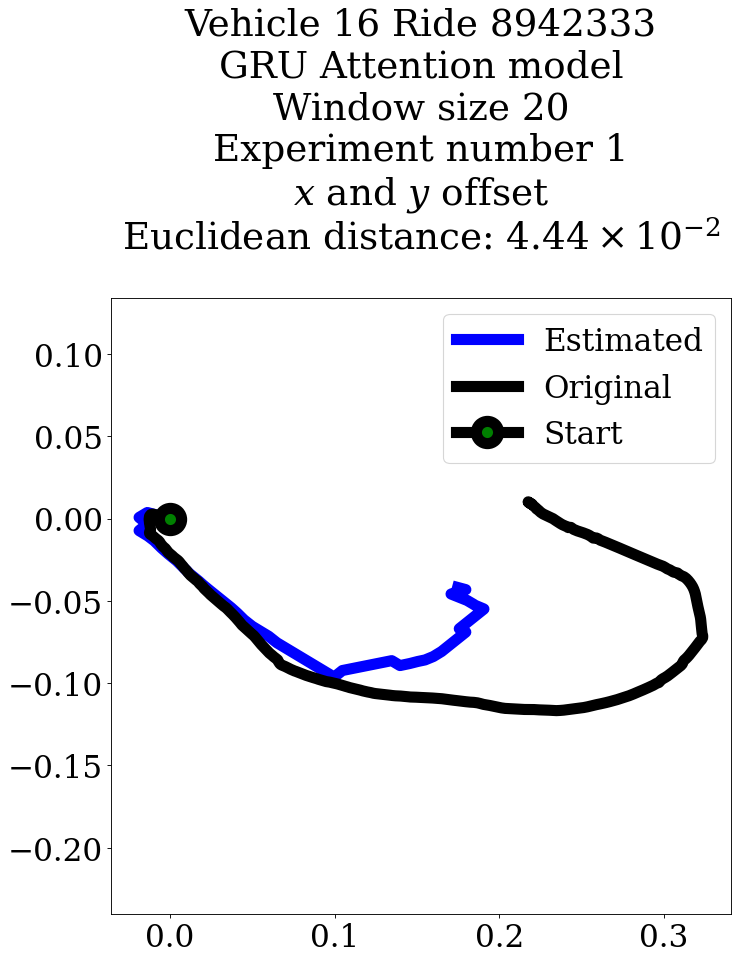 Vehicle 16 Ride 8942333
GRU Attention model
Window size 20
Experiment number 1
x and y offset
Euclidean distance: 4.44 × 10⁻²
Estimated
Original
Start
0.10
0.05
0.00
−0.05
−0.10
−0.15
−0.20
0.0 0.1 0.2 0.3